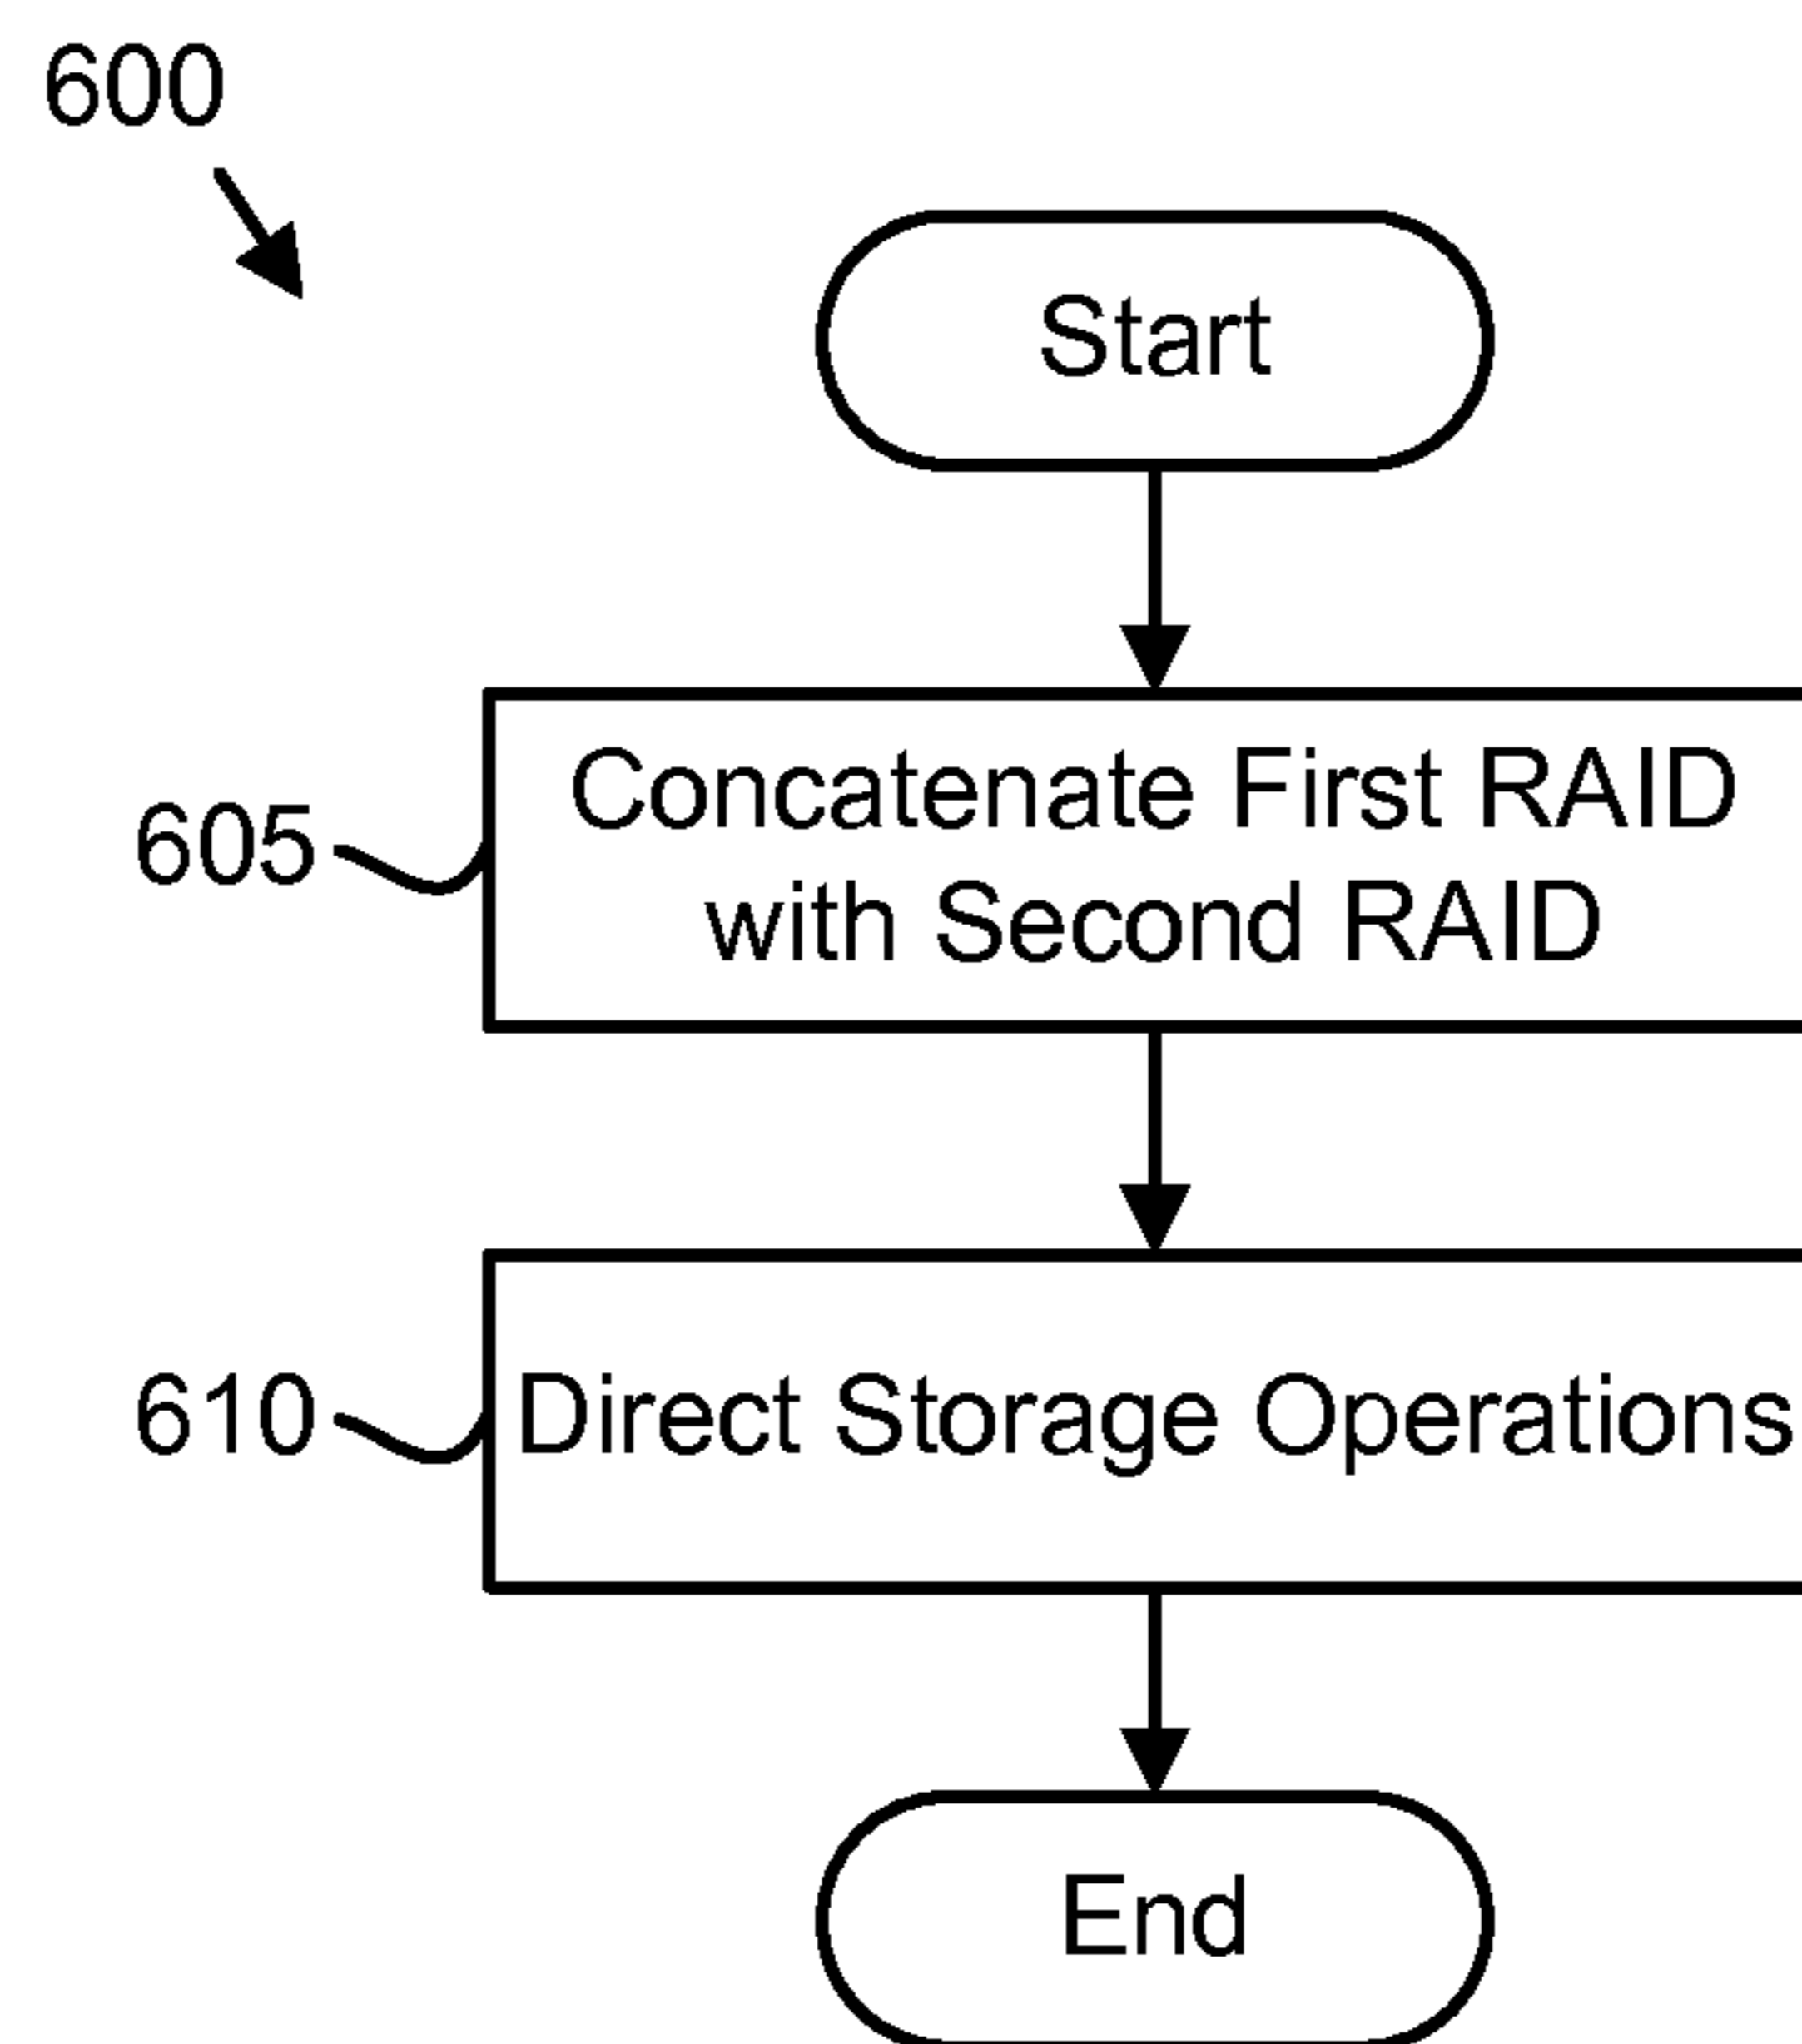 600
Start
605
Concatenate First RAID
with Second RAID
610
Direct Storage Operations
End